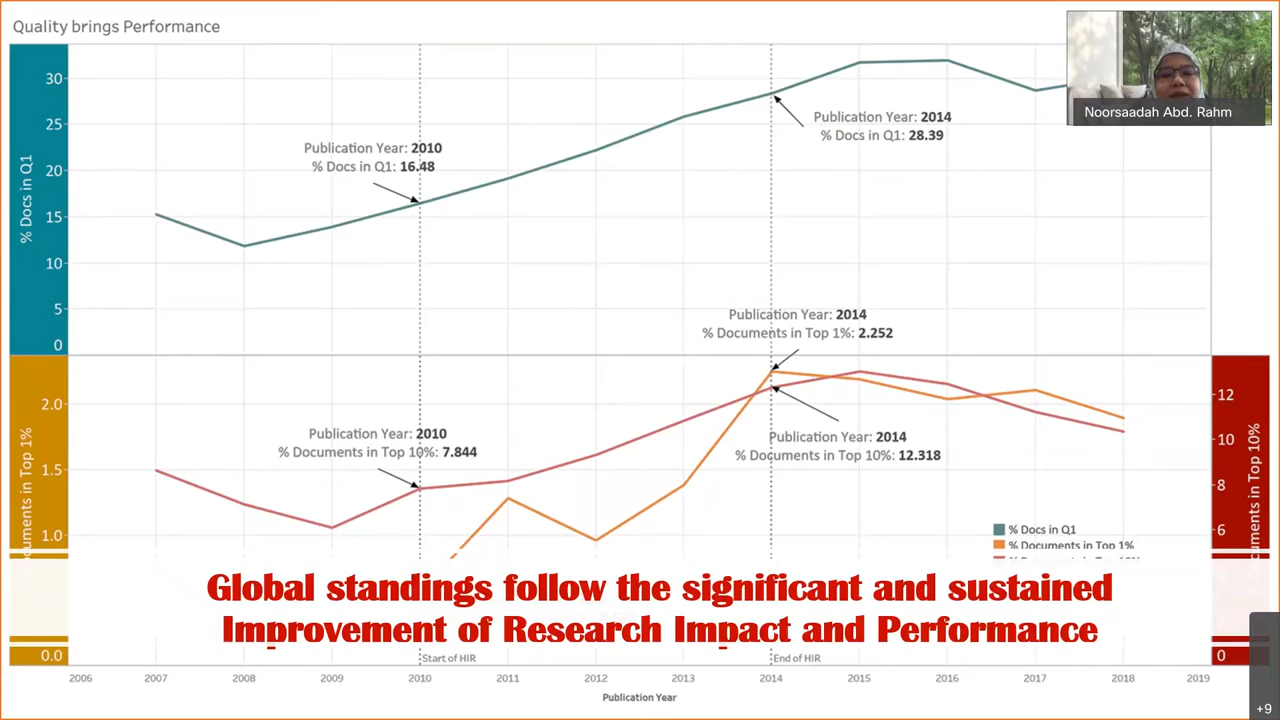 Quality brings Performance
Noorsaadah Abd. Rahm
% Docs in Q1
30
25
20
15
10
5
0
Publication Year: 2010
% Docs in Q1: 16.48
Publication Year: 2014
% Docs in Q1: 28.39
Publication Year: 2014
% Documents in Top 1%: 2.252
Publication Year: 2010
% Documents in Top 10%: 7.844
Publication Year: 2014
% Documents in Top 10%: 12.318
in Top 1%
2.0
1.5
1.0
0.0
in Top 10%
12
10
8
6
0
% Docs in Q1
% Documents in Top 1%
Global standings follow the significant and sustained
Improvement of Research Impact and Performance
Start of HIR
End of HIR
2006 2007 2008 2009 2010 2011 2012 2013 2014 2015 2016 2017 2018 2019
Publication Year
+9